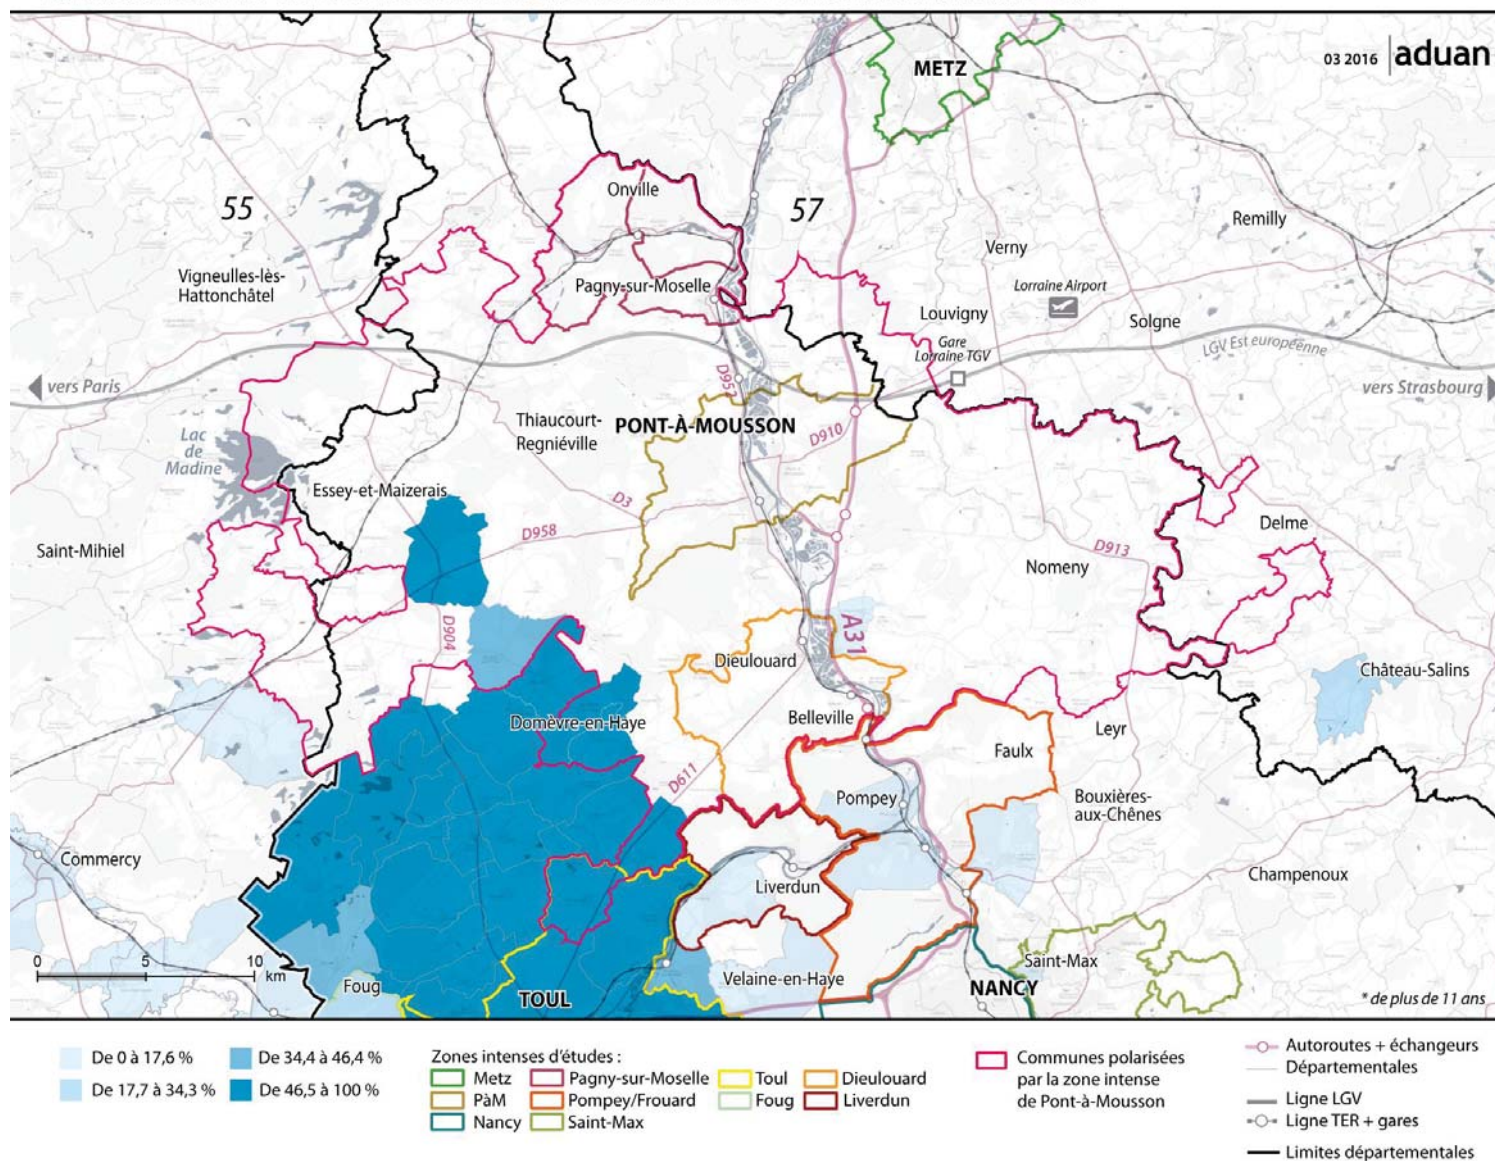 03 2016 | aduan
METZ
Onville
55
57
Remilly
Verny
Vigneulles-lès-
Hattonchâtel
Pagny-sur-Moselle
Lorraine Airport
Louvigny
Solgne
Gare
Lorraine TGV
LGV Est européenne
vers Paris
vers Strasbourg
D952
Thiaucourt-
Regniéville
PONT-À-MOUSSON
D910
Lac
de
Madine
Essey-et-Maizerais
D3
D958
Delme
Saint-Mihiel
D913
Nomeny
D904
A31
Dieulouard
Château-Salins
Domèvre-en-Haye
Belleville
Leyr
Faulx
D611
Pompey
Bouxières-
aux-Chênes
Commercy
Liverdun
Champenoux
0 5 10 km
Foug
Velaine-en-Haye
Saint-Max
TOUL
NANCY
* de plus de 11 ans
De 0 à 17,6 %
De 34,4 à 46,4 %
De 17,7 à 34,3 %
De 46,5 à 100 %
Zones intenses d'études :
Metz
Pagny-sur-Moselle
Toul
Dieulouard
PàM
Pompey/Frouard
Foug
Liverdun
Nancy
Saint-Max
Communes polarisées
par la zone intense
de Pont-à-Mousson
Autoroutes + échangeurs
Départementales
Ligne LGV
Ligne TER + gares
Limites départementales